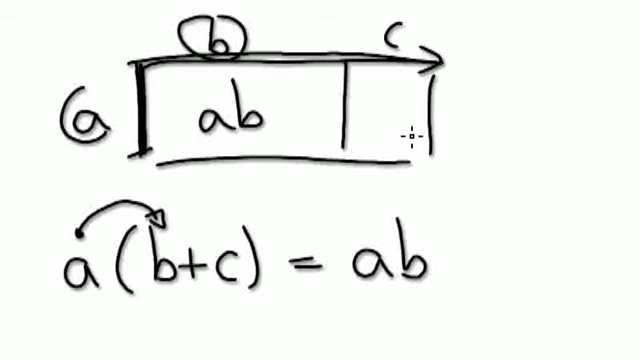 b c
a ab
a(b+c) = ab